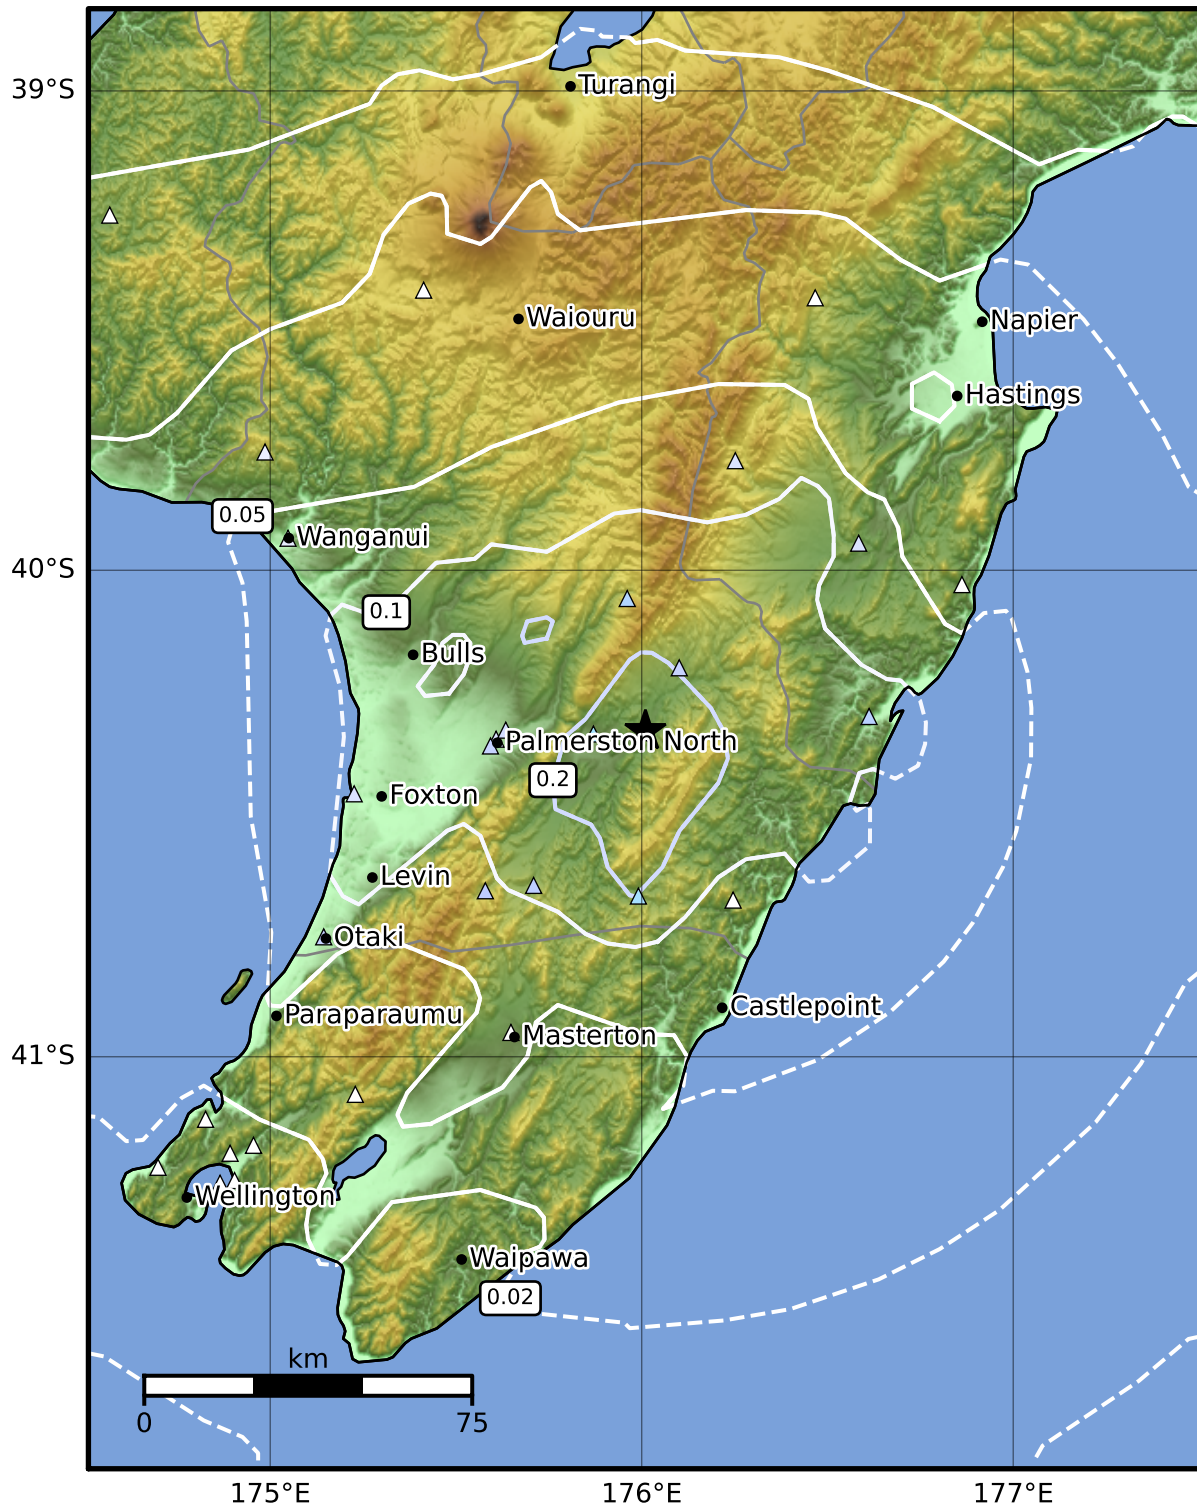 39°S
Turangi
Waiouru
Napier
Hastings
0.05
Wanganui
40°S
0.1
Bulls
Palmerston North
0.2
Foxton
Levin
Otaki
Castlepoint
Paraparaumu
Masterton
41°S
Wellington
Waipawa
0.02
km
0 75
175°E 176°E 177°E